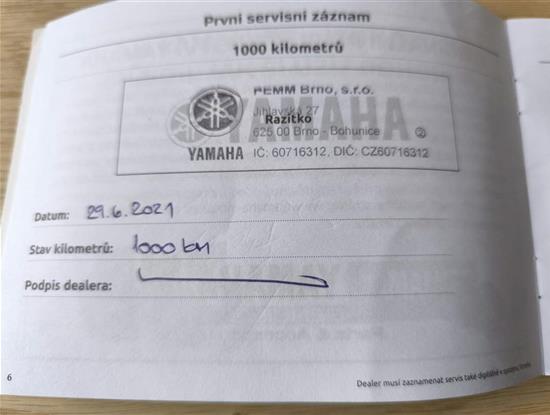 První servisní záznam
1000 kilometrů
PEMM Brno, s.r.o.
Jihlavská 27
Razítko
625 00 Brno - Bohunice
②
YAMAHA
YAMAHA IČ: 60716312, DIČ: CZ60716312
Datum: 29.6.2021
Stav kilometrů: 1000 km
Podpis dealera:
6
Dealer musí zaznamenat servis také digitálně v